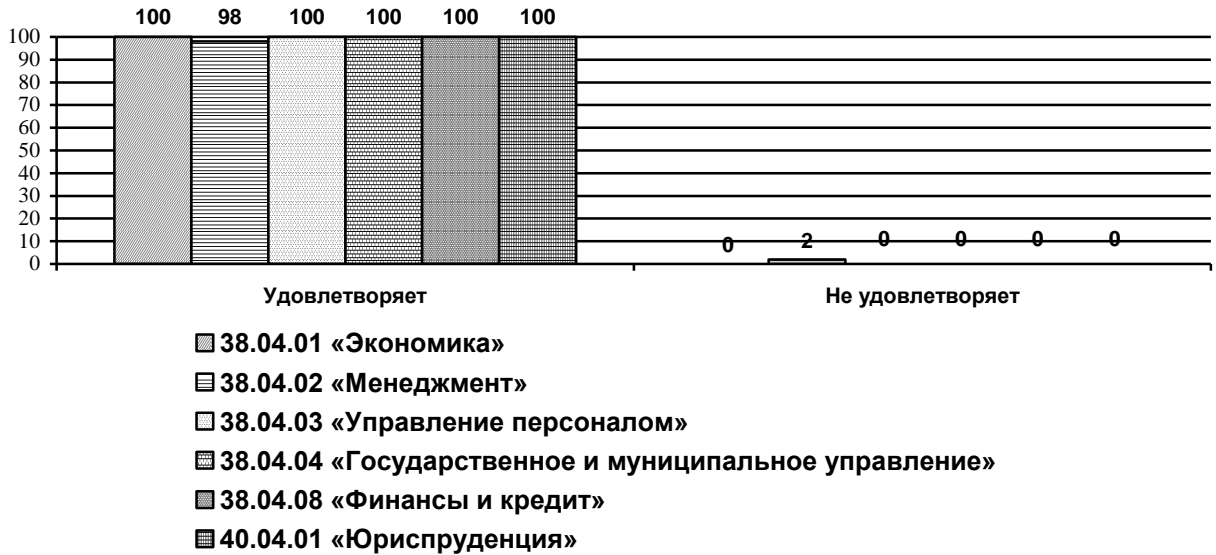 100 98 100 100 100 100
100
90
80
70
60
50
40
30
20
10
0
0 2 0 0 0 0
Удовлетворяет Не удовлетворяет
38.04.01 «Экономика»
38.04.02 «Менеджмент»
38.04.03 «Управление персоналом»
38.04.04 «Государственное и муниципальное управление»
38.04.08 «Финансы и кредит»
40.04.01 «Юриспруденция»